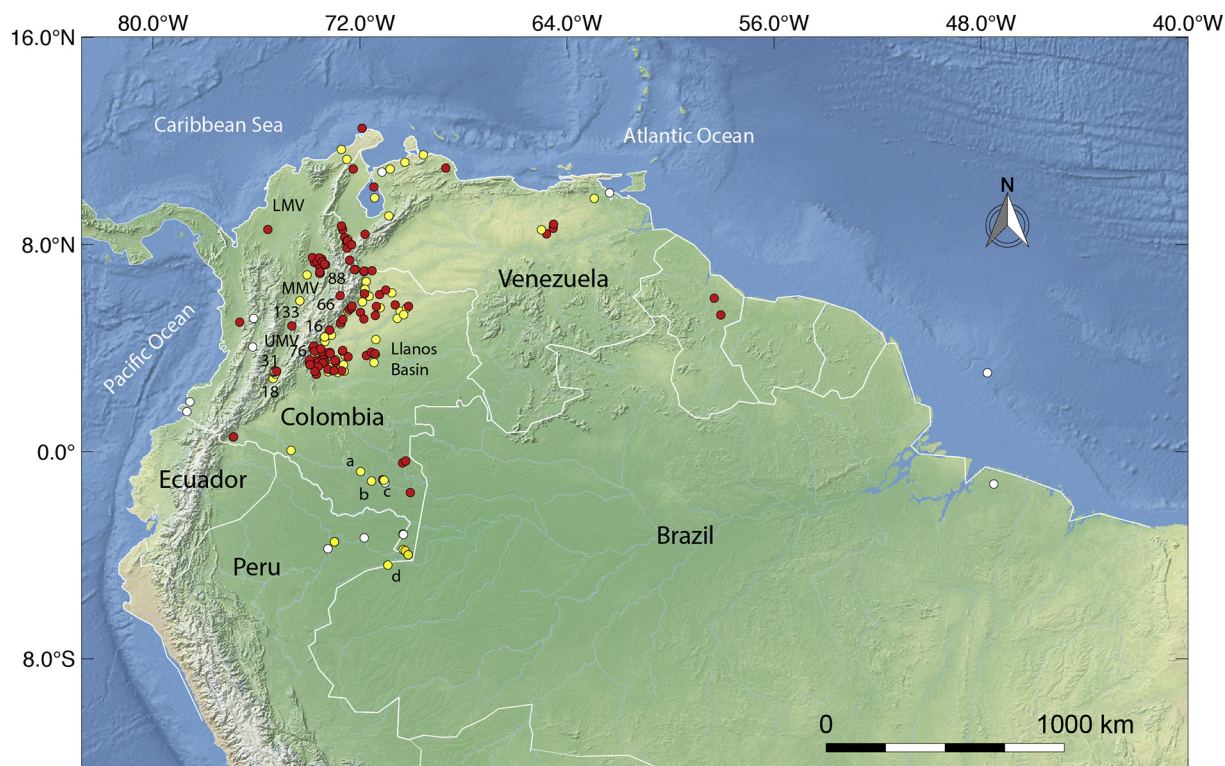 80.0°W 72.0°W 64.0°W 56.0°W 48.0°W 40.0°W
16.0°N
Caribbean Sea
Atlantic Ocean
N
LMV
8.0°N
Venezuela
88
MMV
66
133
16
Pacific Ocean
UMV
76
Llanos
Basin
31
18
Colombia
0.0°
a
Ecuador
b
c
Brazil
Peru
d
8.0°S
0 1000 km